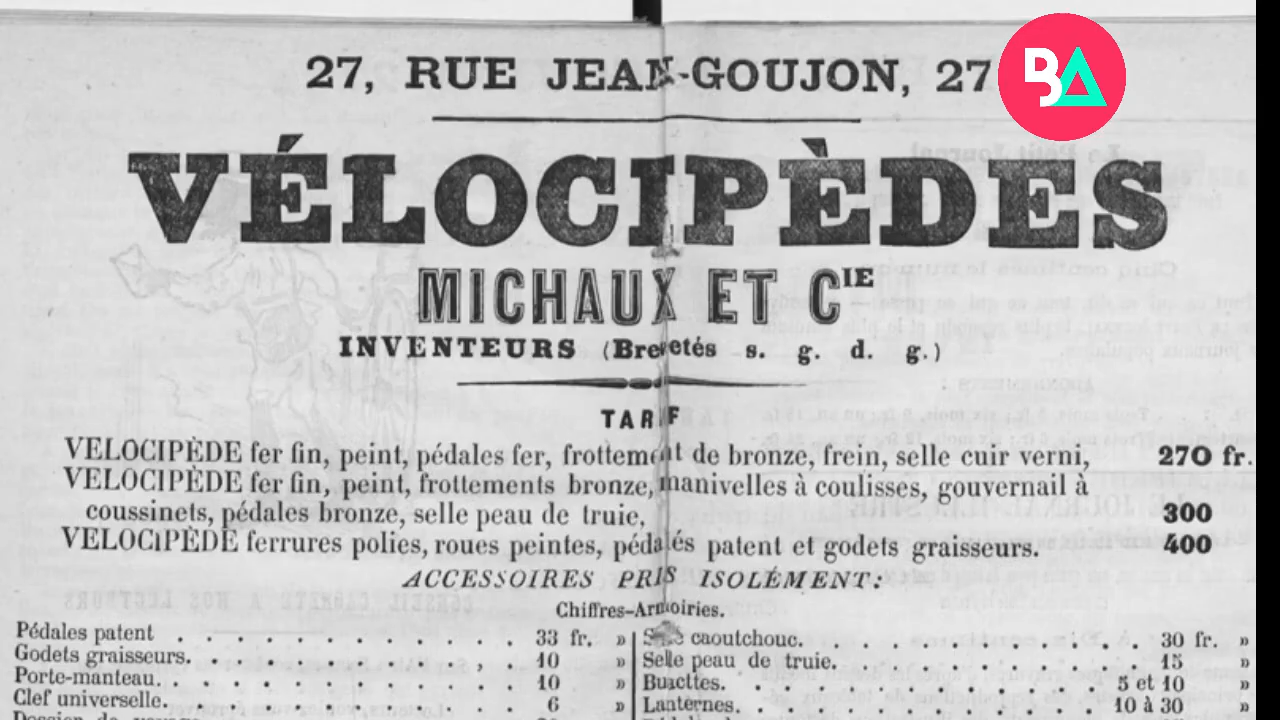 27, RUE JEAN-GOUJON, 27
BA
VÉLOCIPÈDES
MICHAUX ET CIE
INVENTEURS (Brevetés s. g. d. g.)
TARIF
VELOCIPÈDE fer fin, peint, pédales fer, frottement de bronze, frein, selle cuir verni, 270 fr.
VELOCIPÈDE fer fin, peint, frottements bronze, manivelles à coulisses, gouvernail à
coussinets, pédales bronze, selle peau de truie, 300
VELOCIPÈDE ferrures polies, roues peintes, pédalés patent et godets graisseurs. 400
ACCESSOIRES PRIS ISOLÉMENT:
Chiffres-Armoiries.
Pédales patent . . . . . . . . . 33 fr. »
Godets graisseurs. . . . . . . . . 10 »
Porte-manteau. . . . . . . . . 10 »
Clef universelle. . . . . . . . . 6 »
Selle caoutchouc. . . . . . . . . 30 fr. »
Selle peau de truie. . . . . . . . . 15 »
Burettes. . . . . . . . . 5 et 10 »
Lanternes. . . . . . . . . 10 à 30 »